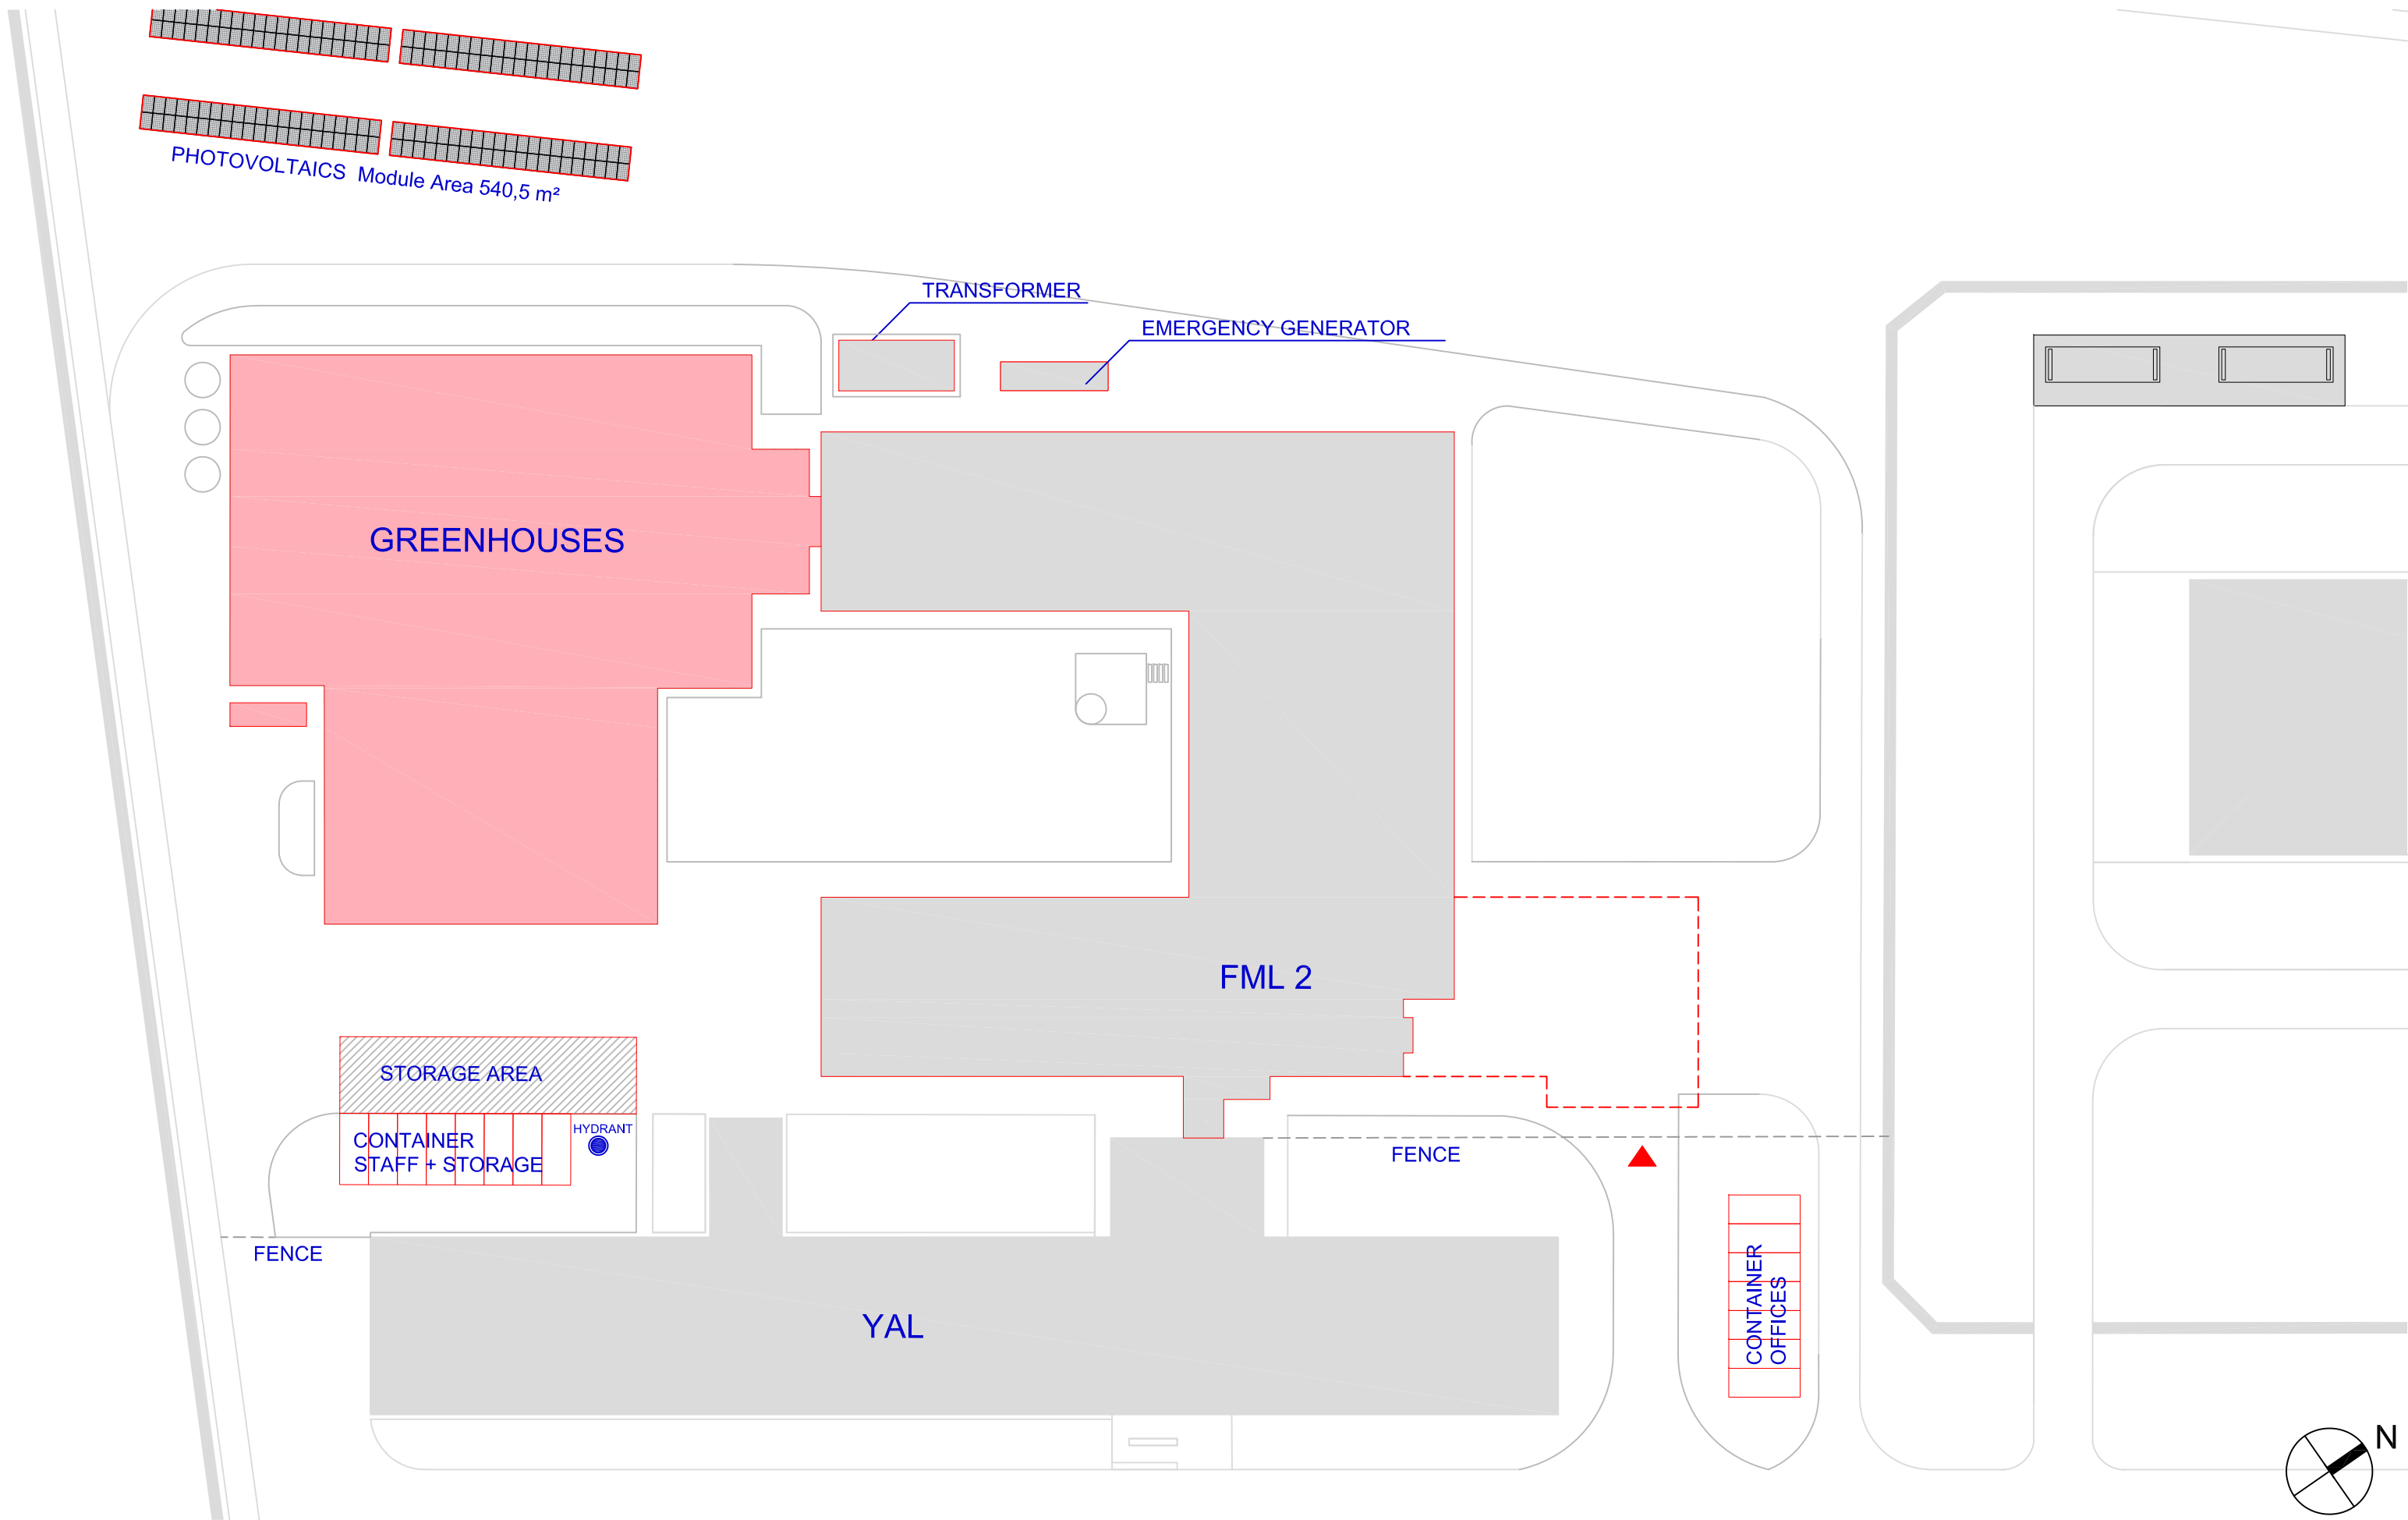 PHOTOVOLTAICS  Module Area 540,5 m²
TRANSFORMER
EMERGENCY GENERATOR
GREENHOUSES
FML 2
STORAGE AREA
CONTAINER
STAFF + STORAGE
HYDRANT
FENCE
FENCE
YAL
CONTAINER
OFFICES
N